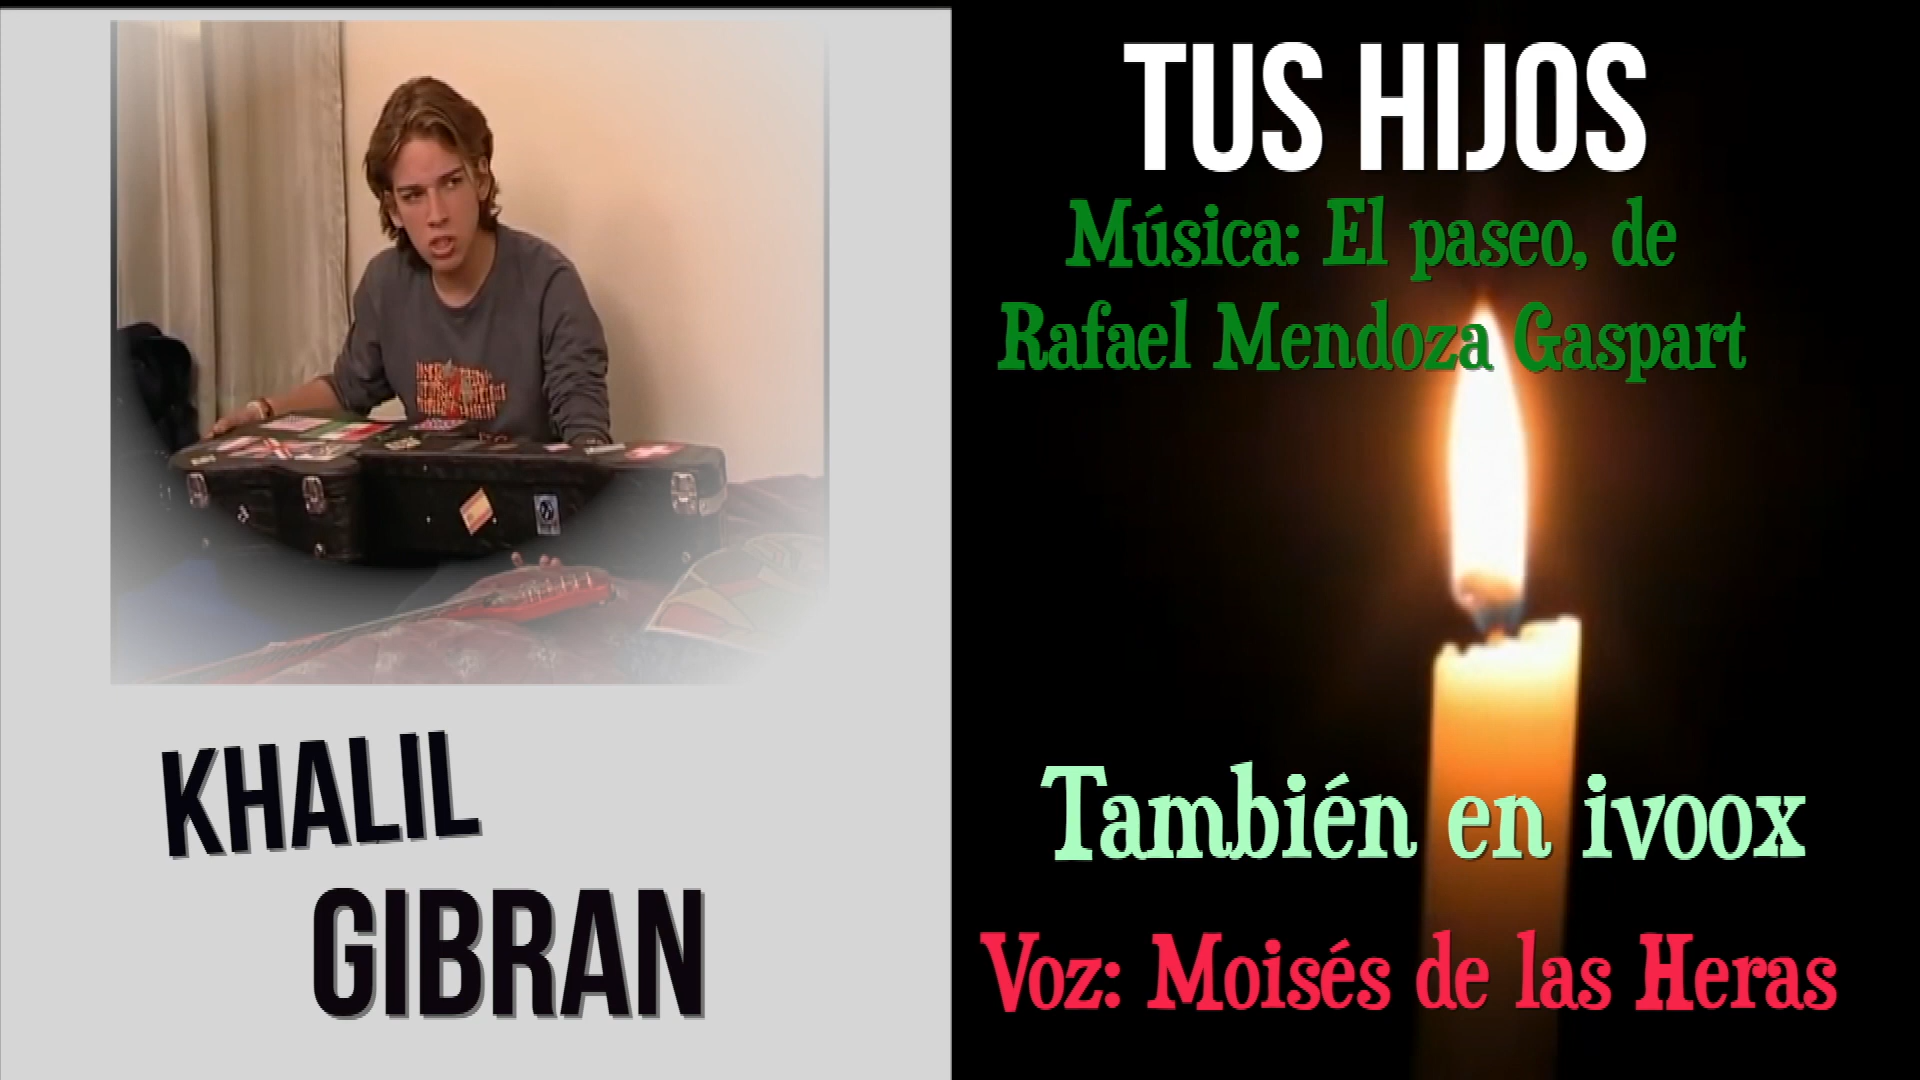 KHALIL
GIBRAN
TUS HIJOS
Música: El paseo, de
Rafael Mendoza Gaspart
También en ivoox
Voz: Moisés de las Heras